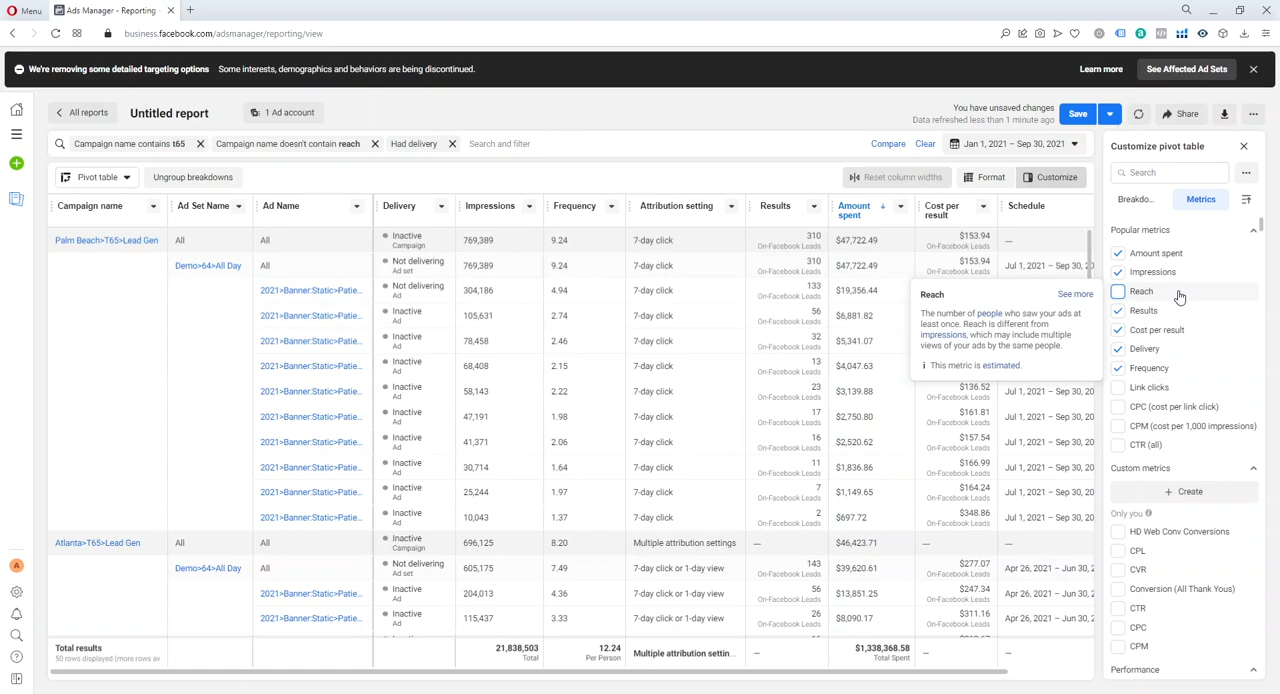 Menu
Ads Manager - Reporting
business.facebook.com/adsmanager/reporting/view
We're removing some detailed targeting options Some interests, demographics and behaviors are being discontinued.
Learn more
See Affected Ad Sets
All reports
Untitled report
1 Ad account
You have unsaved changes
Data refreshed less than 1 minute ago
Save
Share
Campaign name contains t65
Campaign name doesn't contain reach
Had delivery
Search and filter
Compare
Clear
Jan 1, 2021 – Sep 30, 2021
Pivot table
Ungroup breakdowns
Reset column widths
Format
Customize
Campaign name Ad Set Name Ad Name Delivery Impressions Frequency Attribution setting Results Amount spent Cost per result Schedule
Palm Beach>T65>Lead Gen All All Inactive 769,389 9.24 7-day click 310 $47,722.49 $153.94 —
Campaign On-Facebook Leads On-Facebook Leads
Demo>64>All Day All Not delivering 769,389 9.24 7-day click 310 $47,722.49 $153.94 Jul 1, 2021 – Sep 30, 20
Ad set On-Facebook Leads On-Facebook Leads
2021>Banner:Static>Patie... Not delivering 304,186 4.94 7-day click 133 $19,356.44
Ad On-Facebook Leads
2021>Banner:Static>Patie... Inactive 105,631 2.74 7-day click 56 $6,881.82
Ad On-Facebook Leads
2021>Banner:Static>Patie... Inactive 78,458 2.46 7-day click 32 $5,341.07
Ad On-Facebook Leads
2021>Banner:Static>Patie... Inactive 68,408 2.15 7-day click 13 $4,047.63
Ad On-Facebook Leads
2021>Banner:Static>Patie... Inactive 58,143 2.22 7-day click 23 $3,139.88 $136.52 Jul 1, 2021 – Sep 30, 20
Ad On-Facebook Leads On-Facebook Leads
2021>Banner:Static>Patie... Inactive 47,191 1.98 7-day click 17 $2,750.80 $161.81 Jul 1, 2021 – Sep 30, 20
Ad On-Facebook Leads On-Facebook Leads
2021>Banner:Static>Patie... Inactive 41,371 2.06 7-day click 16 $2,520.62 $157.54 Jul 1, 2021 – Sep 30, 20
Ad On-Facebook Leads On-Facebook Leads
2021>Banner:Static>Patie... Inactive 30,714 1.64 7-day click 11 $1,836.86 $166.99 Jul 1, 2021 – Sep 30, 20
Ad On-Facebook Leads On-Facebook Leads
2021>Banner:Static>Patie... Inactive 25,244 1.97 7-day click 7 $1,149.65 $164.24 Jul 1, 2021 – Sep 30, 20
Ad On-Facebook Leads On-Facebook Leads
2021>Banner:Static>Patie... Inactive 10,043 1.37 7-day click 2 $697.72 $348.86 Jul 1, 2021 – Sep 30, 20
Ad On-Facebook Leads On-Facebook Leads
Atlanta>T65>Lead Gen All All Inactive 696,125 8.20 Multiple attribution settings — $46,423.71 — —
Campaign
Demo>64>All Day All Not delivering 605,175 7.49 7-day click or 1-day view 143 $39,620.61 $277.07 Apr 26, 2021 – Jun 30, 2
Ad set On-Facebook Leads On-Facebook Leads
2021>Banner:Static>Patie... Inactive 204,013 4.36 7-day click or 1-day view 56 $13,851.25 $247.34 Apr 26, 2021 – Jun 30, 2
Ad On-Facebook Leads On-Facebook Leads
2021>Banner:Static>Patie... Inactive 115,437 3.33 7-day click or 1-day view 26 $8,090.17 $311.16 Apr 26, 2021 – Jun 30, 2
Ad On-Facebook Leads On-Facebook Leads
Total results 21,838,503 12.24 Multiple attribution settin... — $1,338,368.58 — —
50 rows displayed (more rows av Total Per Person Total Spent
Reach
See more
The number of people who saw your ads at
least once. Reach is different from
impressions, which may include multiple
views of your ads by the same people.
This metric is estimated.
Customize pivot table
Search
Breakdo...
Metrics
Popular metrics
Amount spent
Impressions
Reach
Results
Cost per result
Delivery
Frequency
Link clicks
CPC (cost per link click)
CPM (cost per 1,000 impressions)
CTR (all)
Custom metrics
+ Create
Only you
HD Web Conv Conversions
CPL
CVR
Conversion (All Thank Yous)
CTR
CPC
CPM
Performance
A